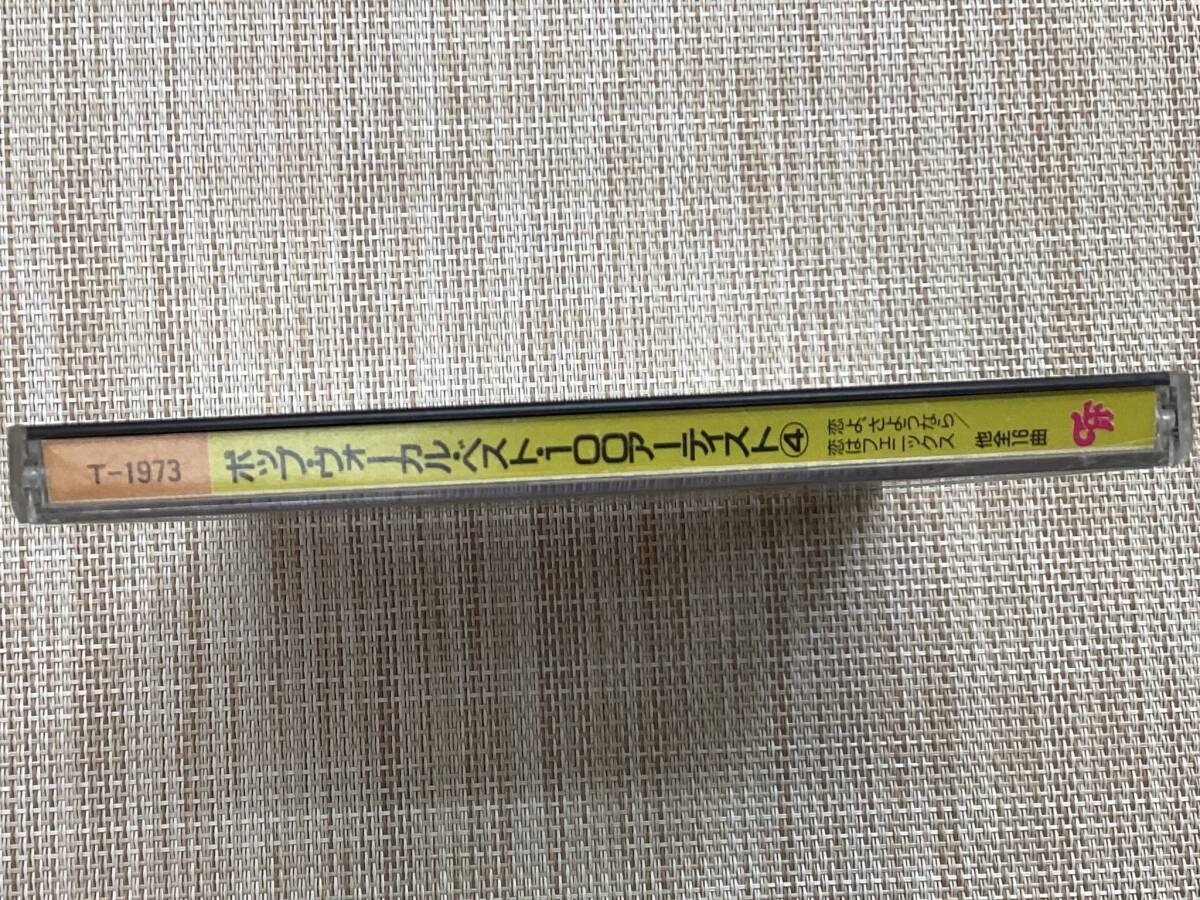 T-1973
ポップ・ヴォーカル・ベスト・100アーティスト④
恋よ、さようなら/
恋はフェニックス
他全16曲